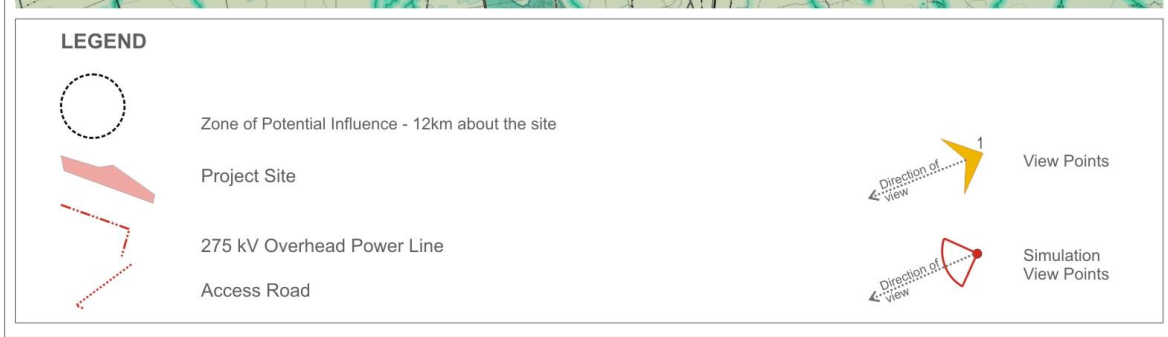 LEGEND
Zone of Potential Influence - 12km about the site
Project Site
275 kV Overhead Power Line
Access Road
1
Direction of
view
View Points
Direction of
view
Simulation
View Points